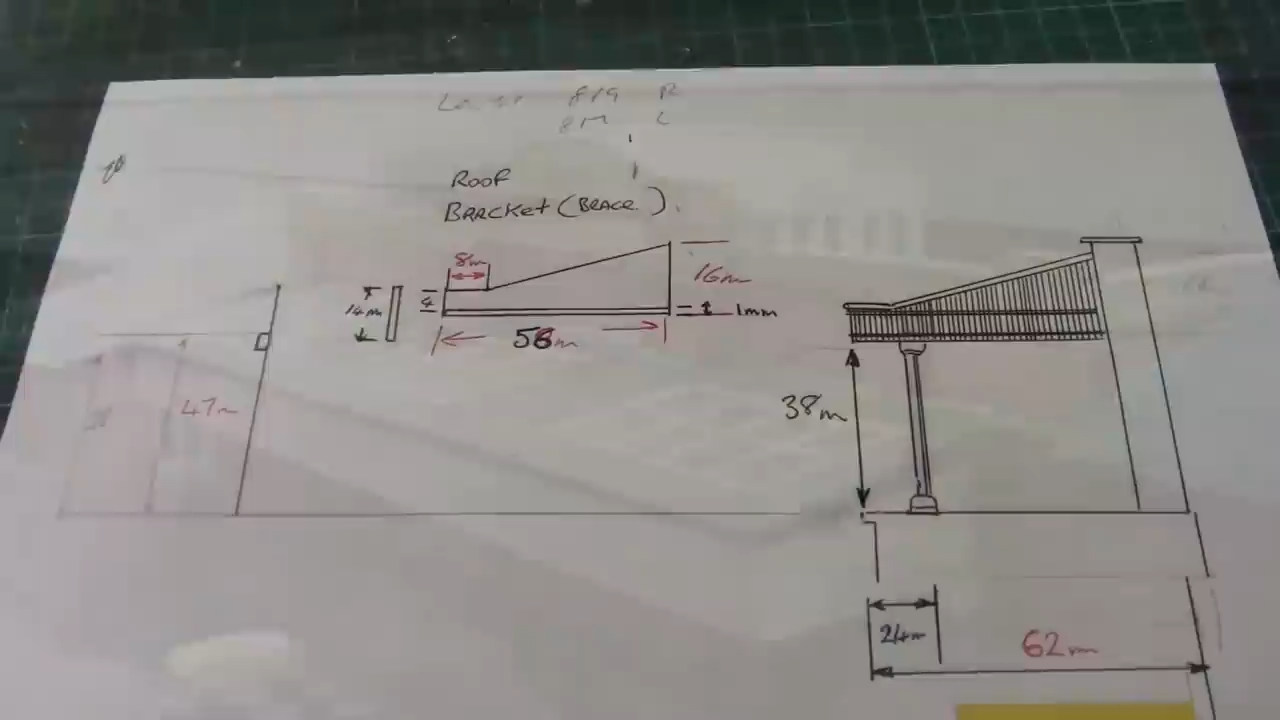 Roof
Bracket (Brace.).
8m
14m
4
16m
1mm
58m
47m
38m
24m
62m